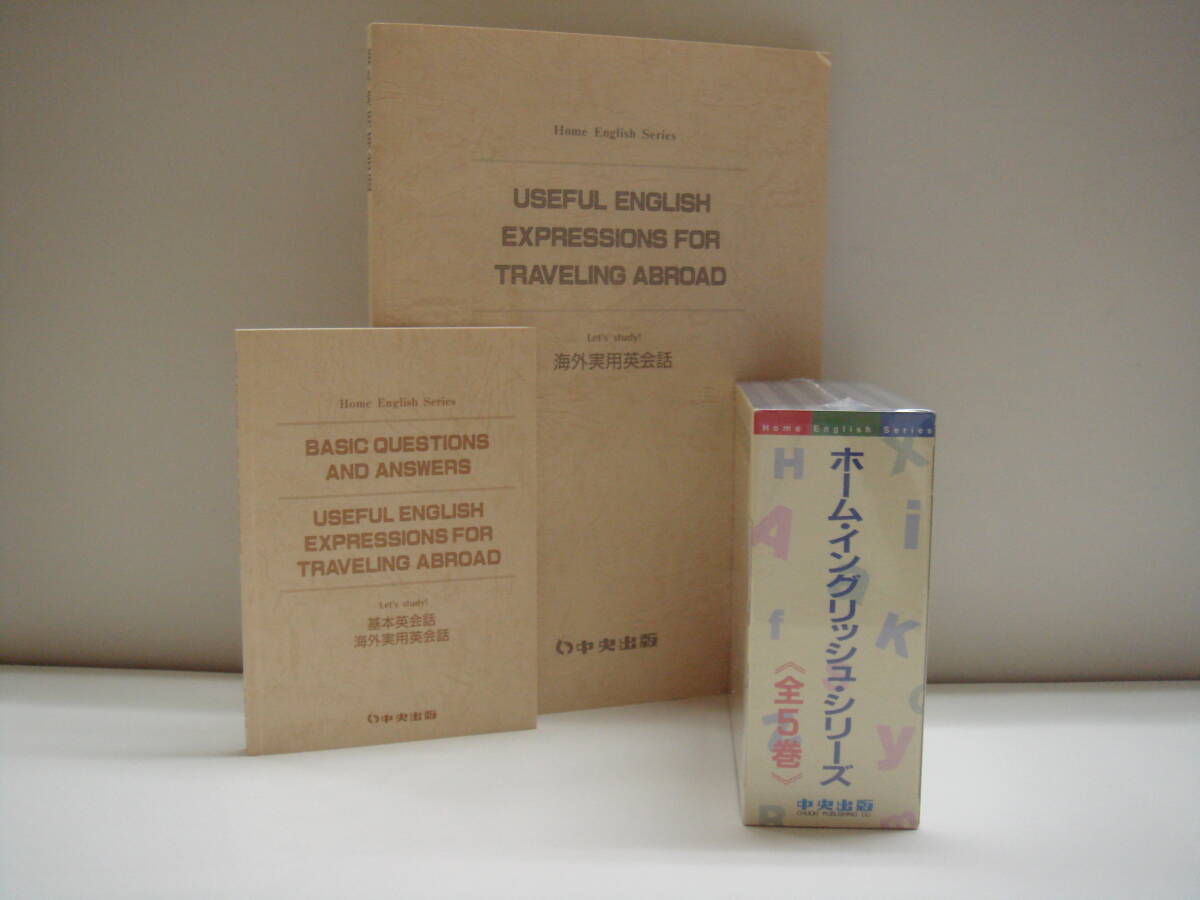 Home English Series
USEFUL ENGLISH
EXPRESSIONS FOR
TRAVELING ABROAD
Let's study!
海外実用英会話
中央出版
Home English Series
BASIC QUESTIONS
AND ANSWERS
USEFUL ENGLISH
EXPRESSIONS FOR
TRAVELING ABROAD
Let's study!
基本英会話
海外実用英会話
中央出版
Home English Series
ホーム・イングリッシュ・シリーズ
《全5巻》
中央出版
CHUOH PUBLISHING CO.